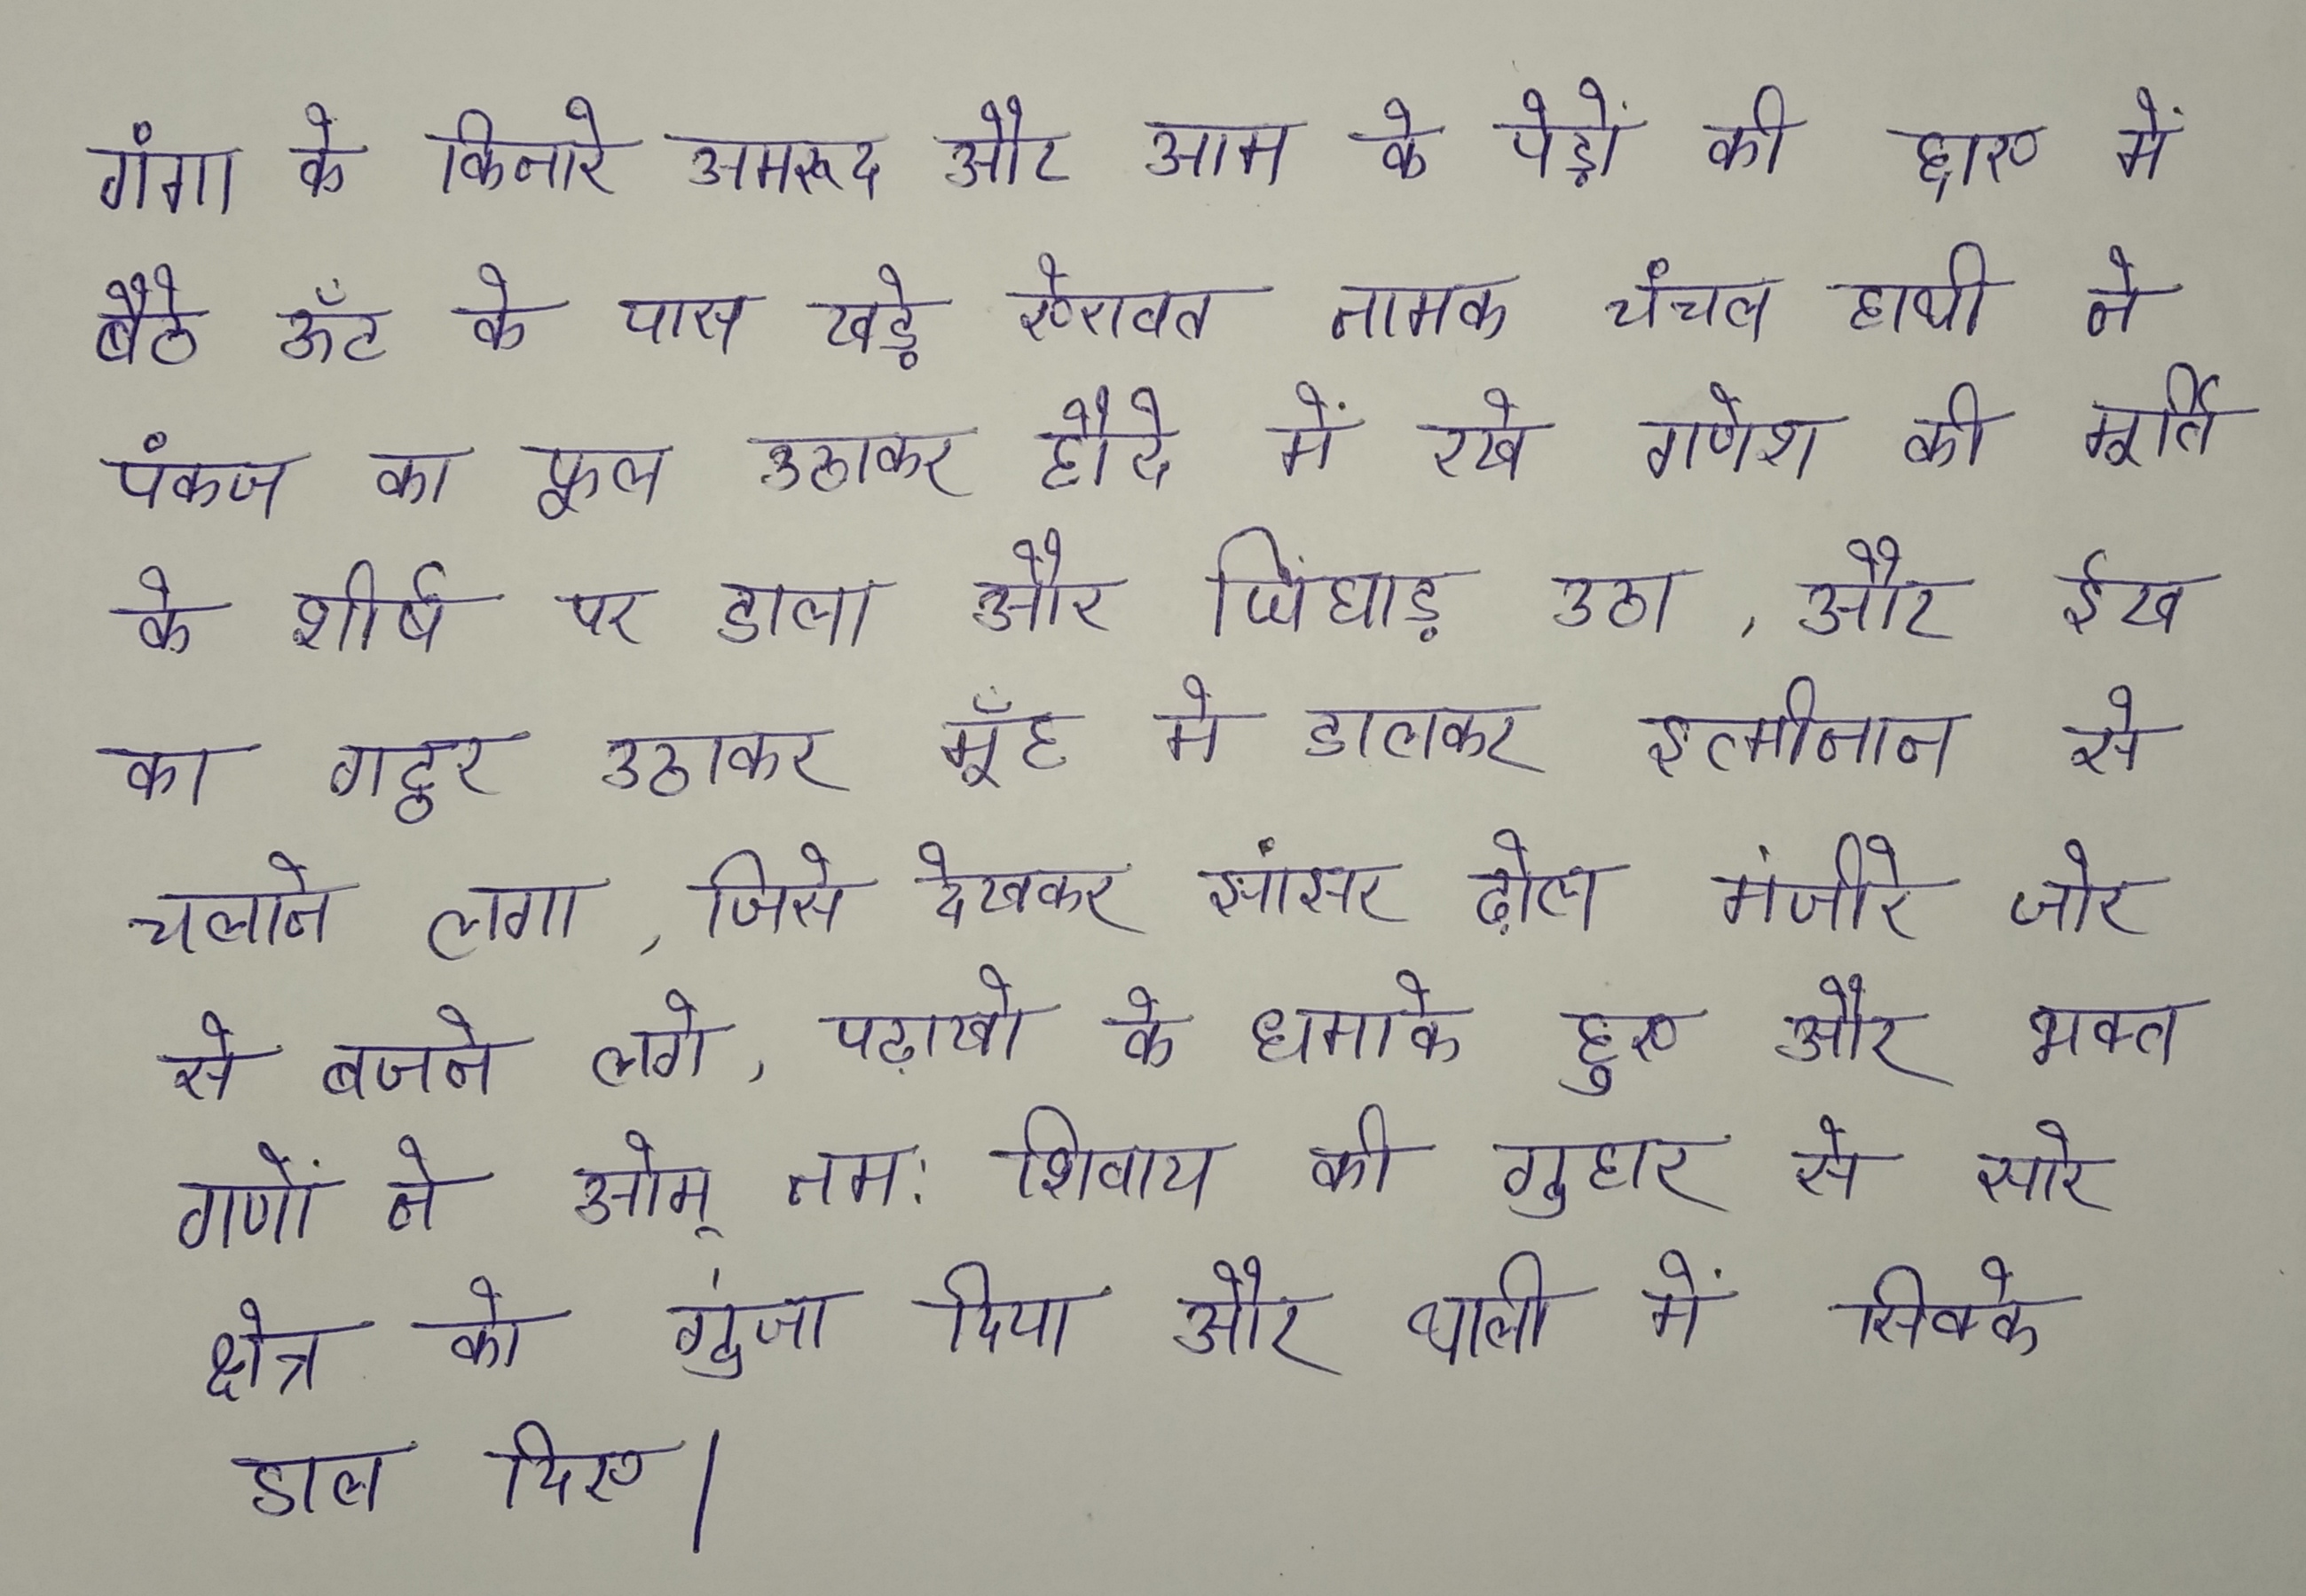 गंगा के किनारे अमरूद और आम के पेड़ों की छाए में
बैठे ऊँट के पास खड़े ऐरावत नामक चंचल हाथी ने
पंकज का फूल उठाकर हौदे में रखे गणेश की मूर्ति
के शीर्ष पर डाला और चिंघाड़ उठा , और ईख
का गट्ठर उठाकर मूँह मे डालकर इत्मीनान से
चलाने लगा , जिसे देखकर झांझर ढ़ोल मंजीरे जोर
से बजने लगे , पटाखो के धमाके हुए और भक्त
गणों ने ओम् नमः शिवाय की गुहार से सारे
क्षेत्र को गुंजा दिया और थाली में सिक्के
डाल दिए |